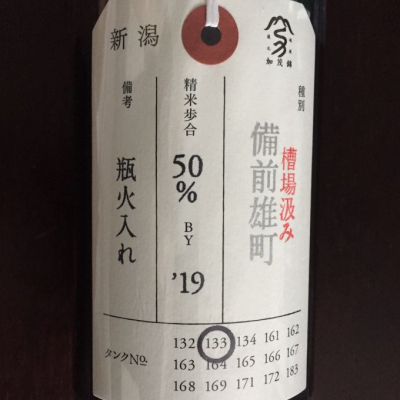 新潟
加茂錦
種別
槽場汲み
備前雄町
精米歩合
50%
BY
'19
備考
瓶火入れ
タンクNo.
132 133 134 161 162
163 164 165 166 167
168 169 171 172 183